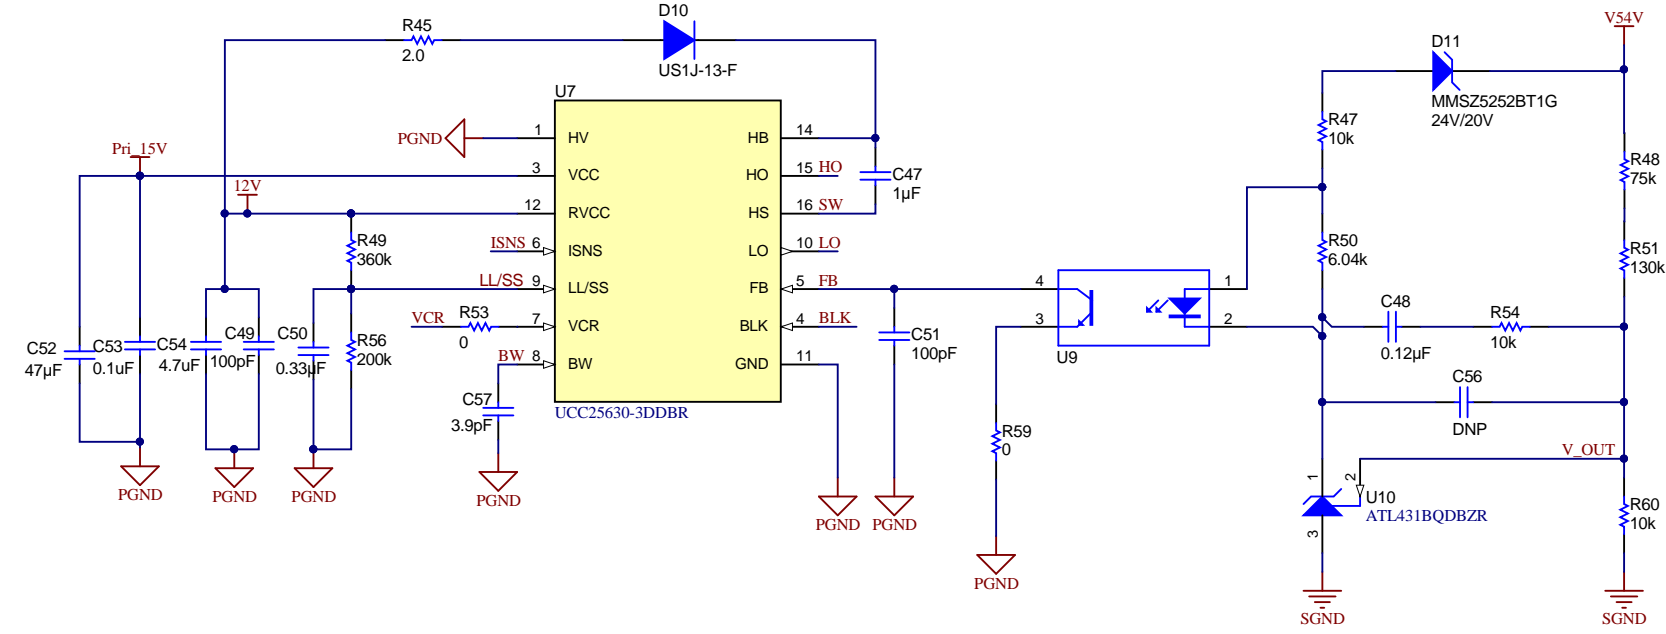 D10
R45
2.0
US1J-13-F
V54V
D11
MMSZ5252BT1G
24V/20V
U7
PGND
1
HV
HB
14
Pri_15V
3
VCC
HO
15
HO
C47
1µF
12V
12
RVCC
HS
16
SW
R47
10k
R48
75k
R49
360k
ISNS
6
ISNS
LO
10
LO
R50
6.04k
R51
130k
LL/SS
9
LL/SS
FB
5
FB
4
1
VCR
R53
0
7
VCR
BLK
4
BLK
3
2
U9
C48
0.12µF
R54
10k
C52
47µF
C53
0.1uF
C54
4.7uF
C49
100pF
C50
0.33µF
R56
200k
BW
8
BW
GND
11
C51
100pF
C57
3.9pF
UCC25630-3DDBR
C56
DNP
R59
0
V_OUT
1
2
U10
ATL431BQDBZR
3
R60
10k
PGND
PGND
PGND
PGND
PGND
PGND
PGND
SGND
SGND